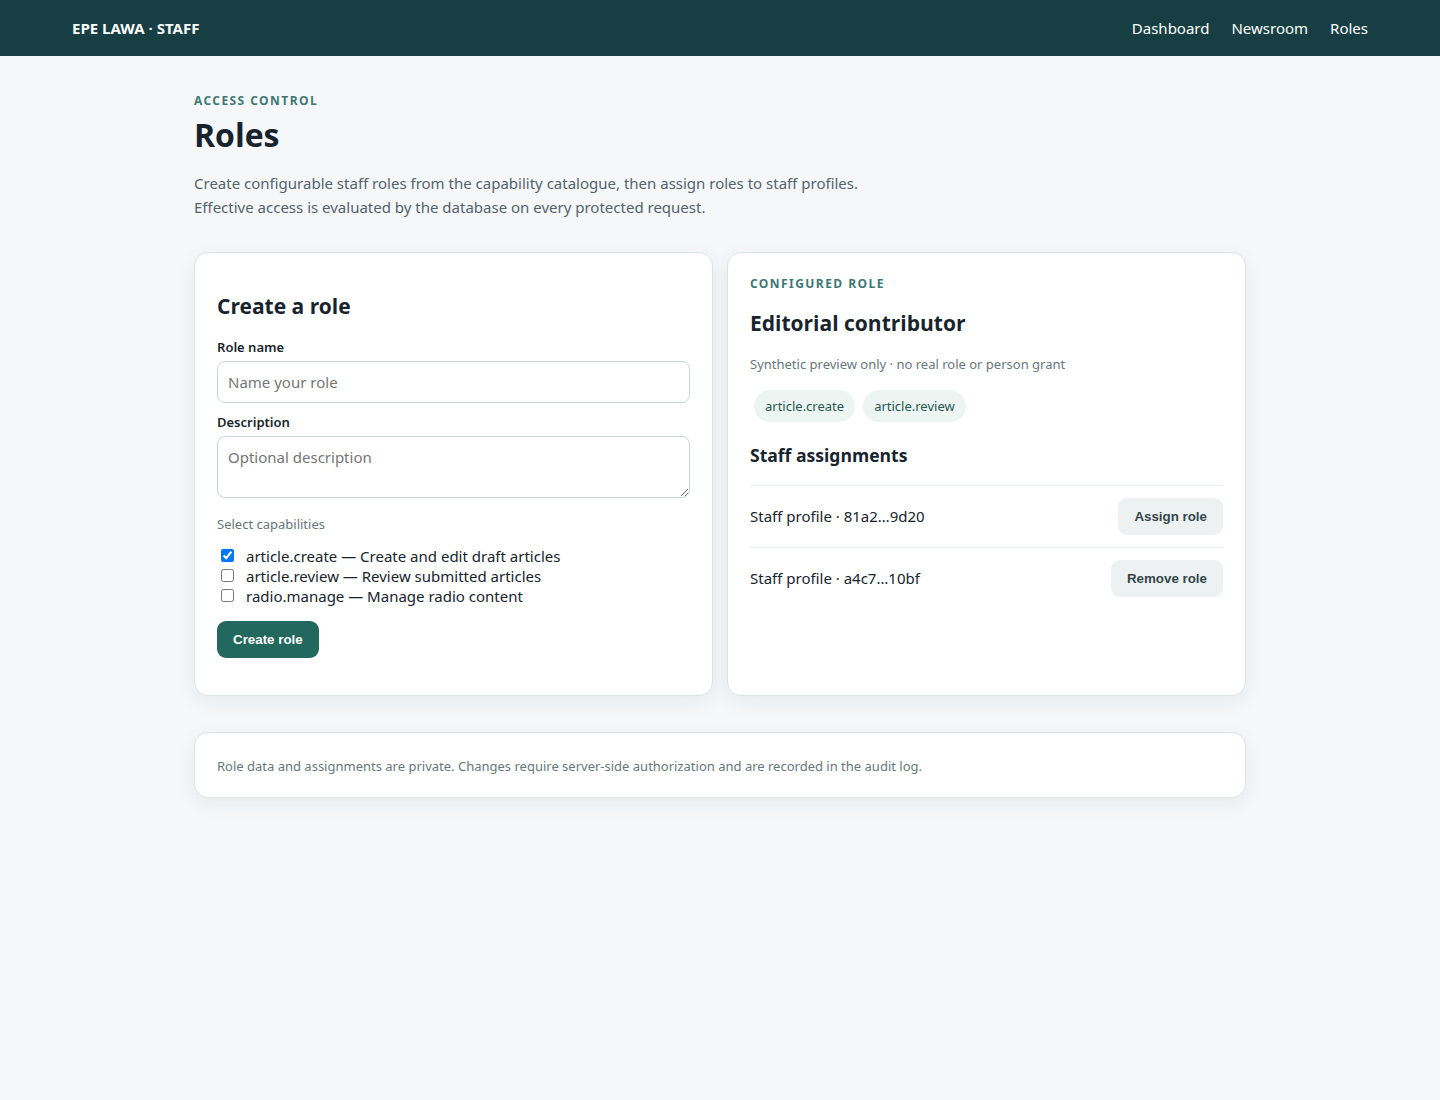 EPE LAWA · STAFF
Dashboard Newsroom Roles
ACCESS CONTROL
Roles
Create configurable staff roles from the capability catalogue, then assign roles to staff profiles.
Effective access is evaluated by the database on every protected request.
Create a role
Role name
Name your role
Description
Optional description
Select capabilities
article.create — Create and edit draft articles
article.review — Review submitted articles
radio.manage — Manage radio content
Create role
CONFIGURED ROLE
Editorial contributor
Synthetic preview only · no real role or person grant
article.create article.review
Staff assignments
Staff profile · 81a2…9d20 Assign role
Staff profile · a4c7…10bf Remove role
Role data and assignments are private. Changes require server-side authorization and are recorded in the audit log.